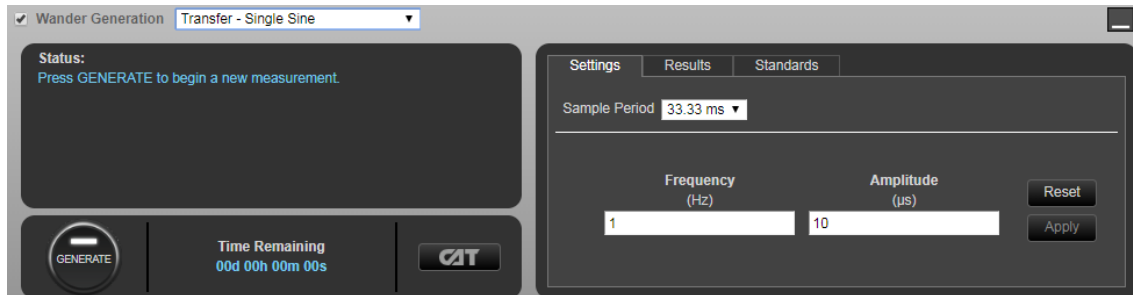 Wander Generation Transfer - Single Sine
Status:
Press GENERATE to begin a new measurement.
GENERATE
Time Remaining
00d 00h 00m 00s
CAT
Settings Results Standards
Sample Period 33.33 ms
Frequency
(Hz)
1
Amplitude
(µs)
10
Reset
Apply